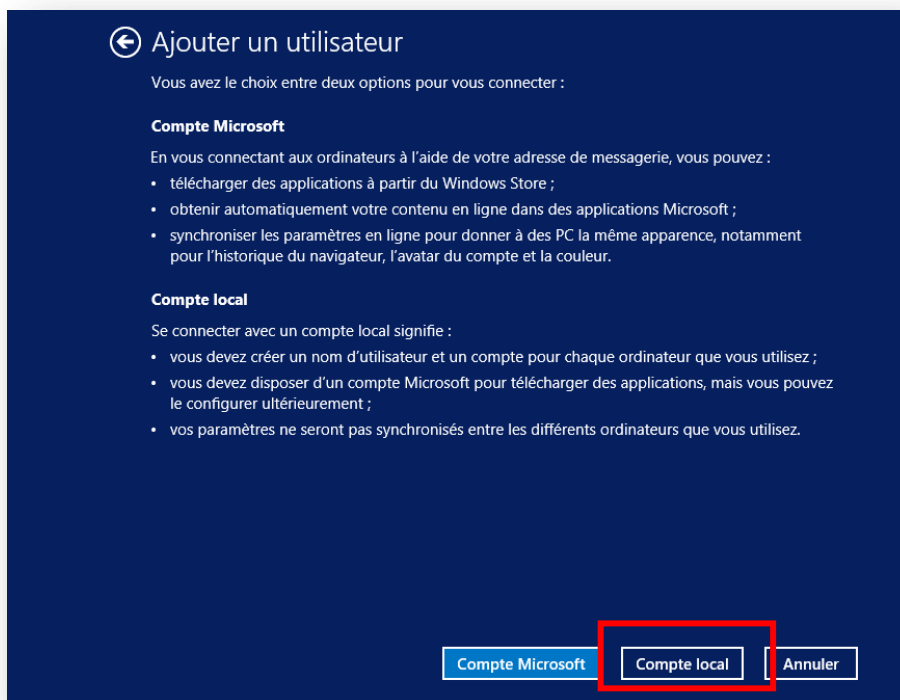 Ajouter un utilisateur
Vous avez le choix entre deux options pour vous connecter :
Compte Microsoft
En vous connectant aux ordinateurs à l'aide de votre adresse de messagerie, vous pouvez :
• télécharger des applications à partir du Windows Store ;
• obtenir automatiquement votre contenu en ligne dans des applications Microsoft ;
• synchroniser les paramètres en ligne pour donner à des PC la même apparence, notamment
pour l'historique du navigateur, l'avatar du compte et la couleur.
Compte local
Se connecter avec un compte local signifie :
• vous devez créer un nom d'utilisateur et un compte pour chaque ordinateur que vous utilisez ;
• vous devez disposer d'un compte Microsoft pour télécharger des applications, mais vous pouvez
le configurer ultérieurement ;
• vos paramètres ne seront pas synchronisés entre les différents ordinateurs que vous utilisez.
Compte Microsoft Compte local Annuler